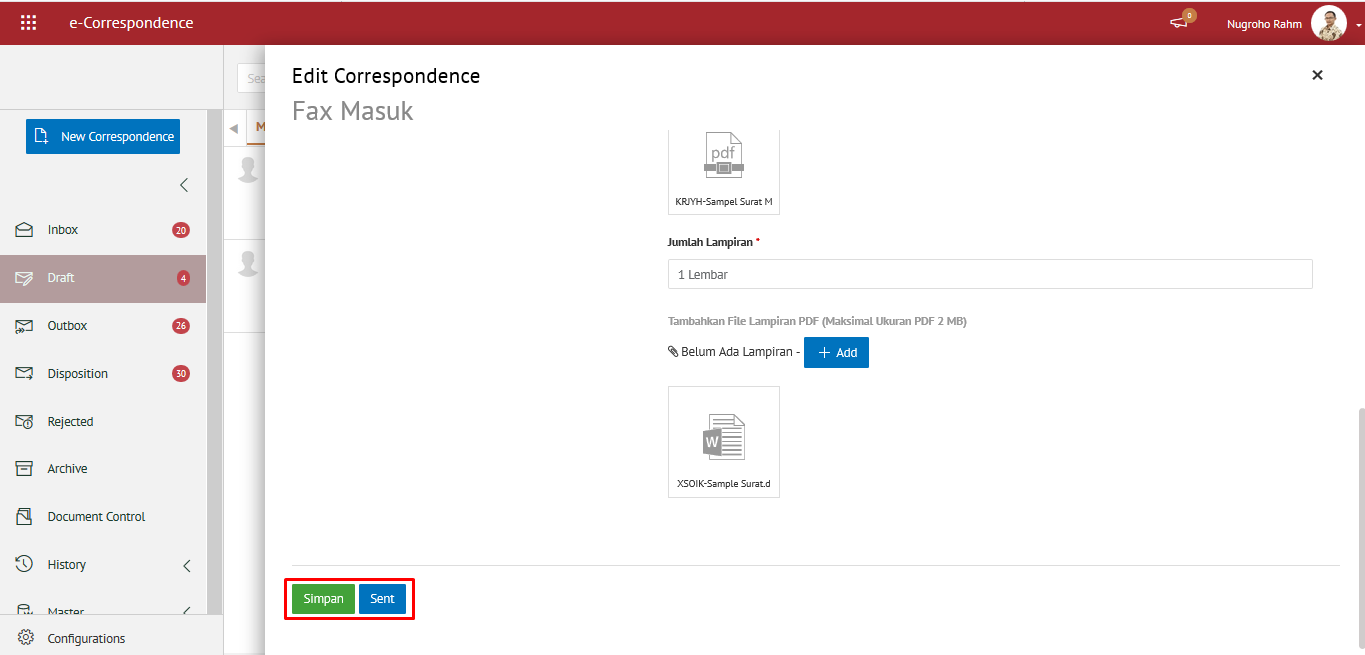 e-Correspondence
0
Nugroho Rahm
Sea
Edit Correspondence
Fax Masuk
New Correspondence
M
pdf
KRJYH-Sampel Surat M
Inbox 20
Jumlah Lampiran *
1 Lembar
Draft 4
Outbox 26
Tambahkan File Lampiran PDF (Maksimal Ukuran PDF 2 MB)
Belum Ada Lampiran - + Add
Disposition 30
Rejected
W
XSOIK-Sample Surat.d
Archive
Document Control
History
Master
Simpan Sent
Configurations